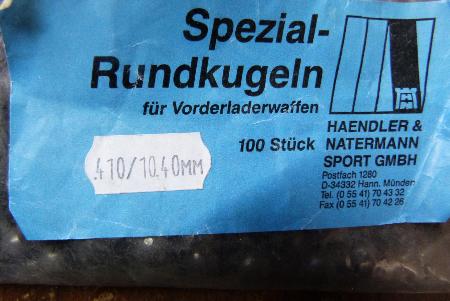 Spezial-
Rundkugeln
für Vorderladerwaffen
100 Stück
.410/10.40MM
HAENDLER &
NATERMANN
SPORT GMBH
Postfach 1280
D-34332 Hann. Münden
Tel. (0 55 41) 70 43 32
Fax (0 55 41) 70 42 26